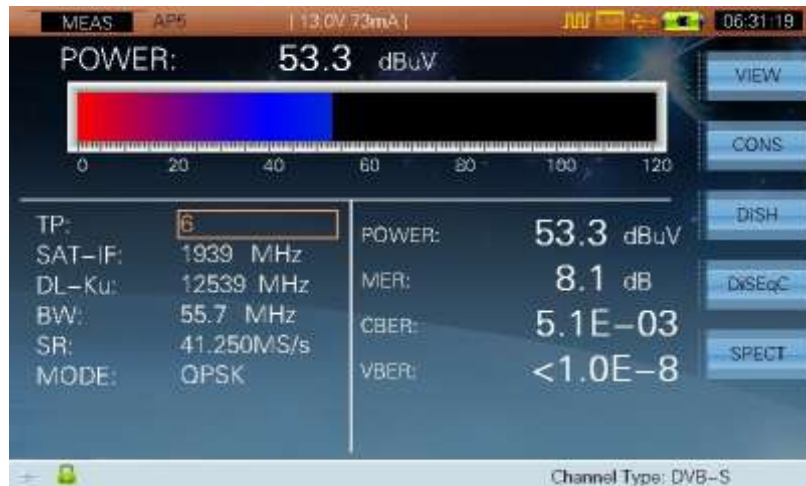 MEAS AP5 | 13.0V 73mA | 06:31:19
POWER: 53.3 dBuV
VIEW
0 20 40 60 80 100 120
CONS
TP: 6
SAT-IF: 1939 MHz
DL-Ku: 12539 MHz
BW: 55.7 MHz
SR: 41.250MS/s
MODE: QPSK
POWER: 53.3 dBuV
MER: 8.1 dB
CBER: 5.1E-03
VBER: <1.0E-8
DISH
DiSEqC
SPECT
Channel Type: DVB-S